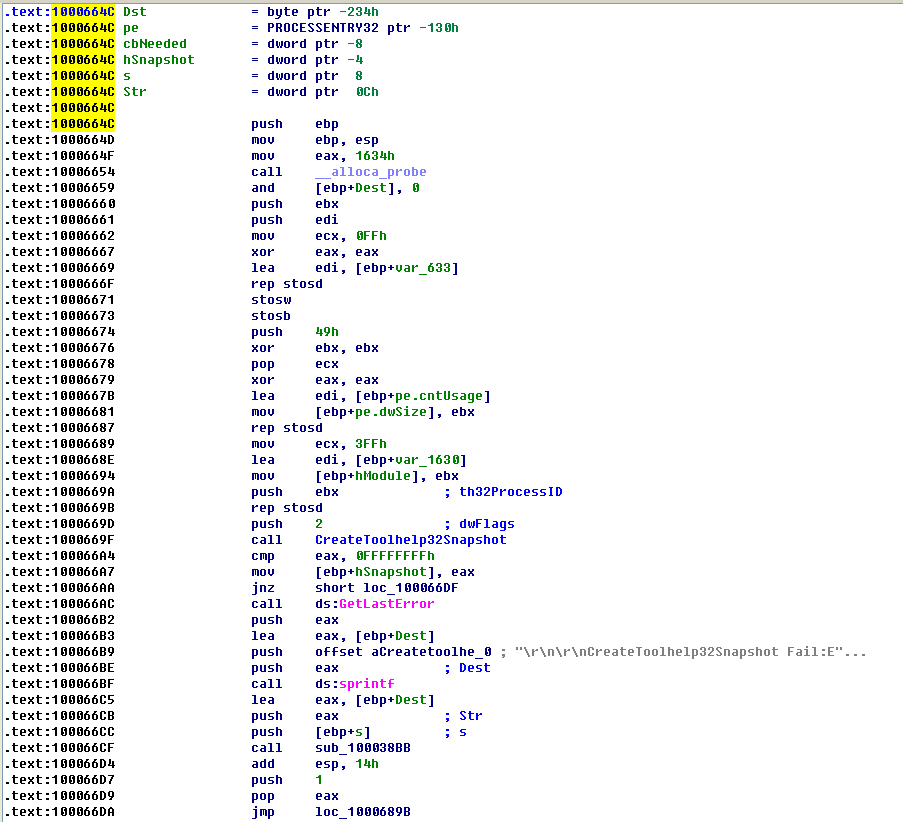 .text:1000664C Dst = byte ptr -234h
.text:1000664C pe = PROCESSENTRY32 ptr -130h
.text:1000664C cbNeeded = dword ptr -8
.text:1000664C hSnapshot = dword ptr -4
.text:1000664C s = dword ptr 8
.text:1000664C Str = dword ptr 0Ch
.text:1000664C
.text:1000664C push ebp
.text:1000664D mov ebp, esp
.text:1000664F mov eax, 1634h
.text:10006654 call __alloca_probe
.text:10006659 and [ebp+Dest], 0
.text:10006660 push ebx
.text:10006661 push edi
.text:10006662 mov ecx, 0FFh
.text:10006667 xor eax, eax
.text:10006669 lea edi, [ebp+var_633]
.text:1000666F rep stosd
.text:10006671 stosw
.text:10006673 stosb
.text:10006674 push 49h
.text:10006676 xor ebx, ebx
.text:10006678 pop ecx
.text:10006679 xor eax, eax
.text:1000667B lea edi, [ebp+pe.cntUsage]
.text:10006681 mov [ebp+pe.dwSize], ebx
.text:10006687 rep stosd
.text:10006689 mov ecx, 3FFh
.text:1000668E lea edi, [ebp+var_1630]
.text:10006694 mov [ebp+hModule], ebx
.text:1000669A push ebx ; th32ProcessID
.text:1000669B rep stosd
.text:1000669D push 2 ; dwFlags
.text:1000669F call CreateToolhelp32Snapshot
.text:100066A4 cmp eax, 0FFFFFFFFh
.text:100066A7 mov [ebp+hSnapshot], eax
.text:100066AA jnz short loc_100066DF
.text:100066AC call ds:GetLastError
.text:100066B2 push eax
.text:100066B3 lea eax, [ebp+Dest]
.text:100066B9 push offset aCreatetoolhe_0 ; "\r\n\r\nCreateToolhelp32Snapshot Fail:E"...
.text:100066BE push eax ; Dest
.text:100066BF call ds:sprintf
.text:100066C5 lea eax, [ebp+Dest]
.text:100066CB push eax ; Str
.text:100066CC push [ebp+s] ; s
.text:100066CF call sub_100038BB
.text:100066D4 add esp, 14h
.text:100066D7 push 1
.text:100066D9 pop eax
.text:100066DA jmp loc_1000689B